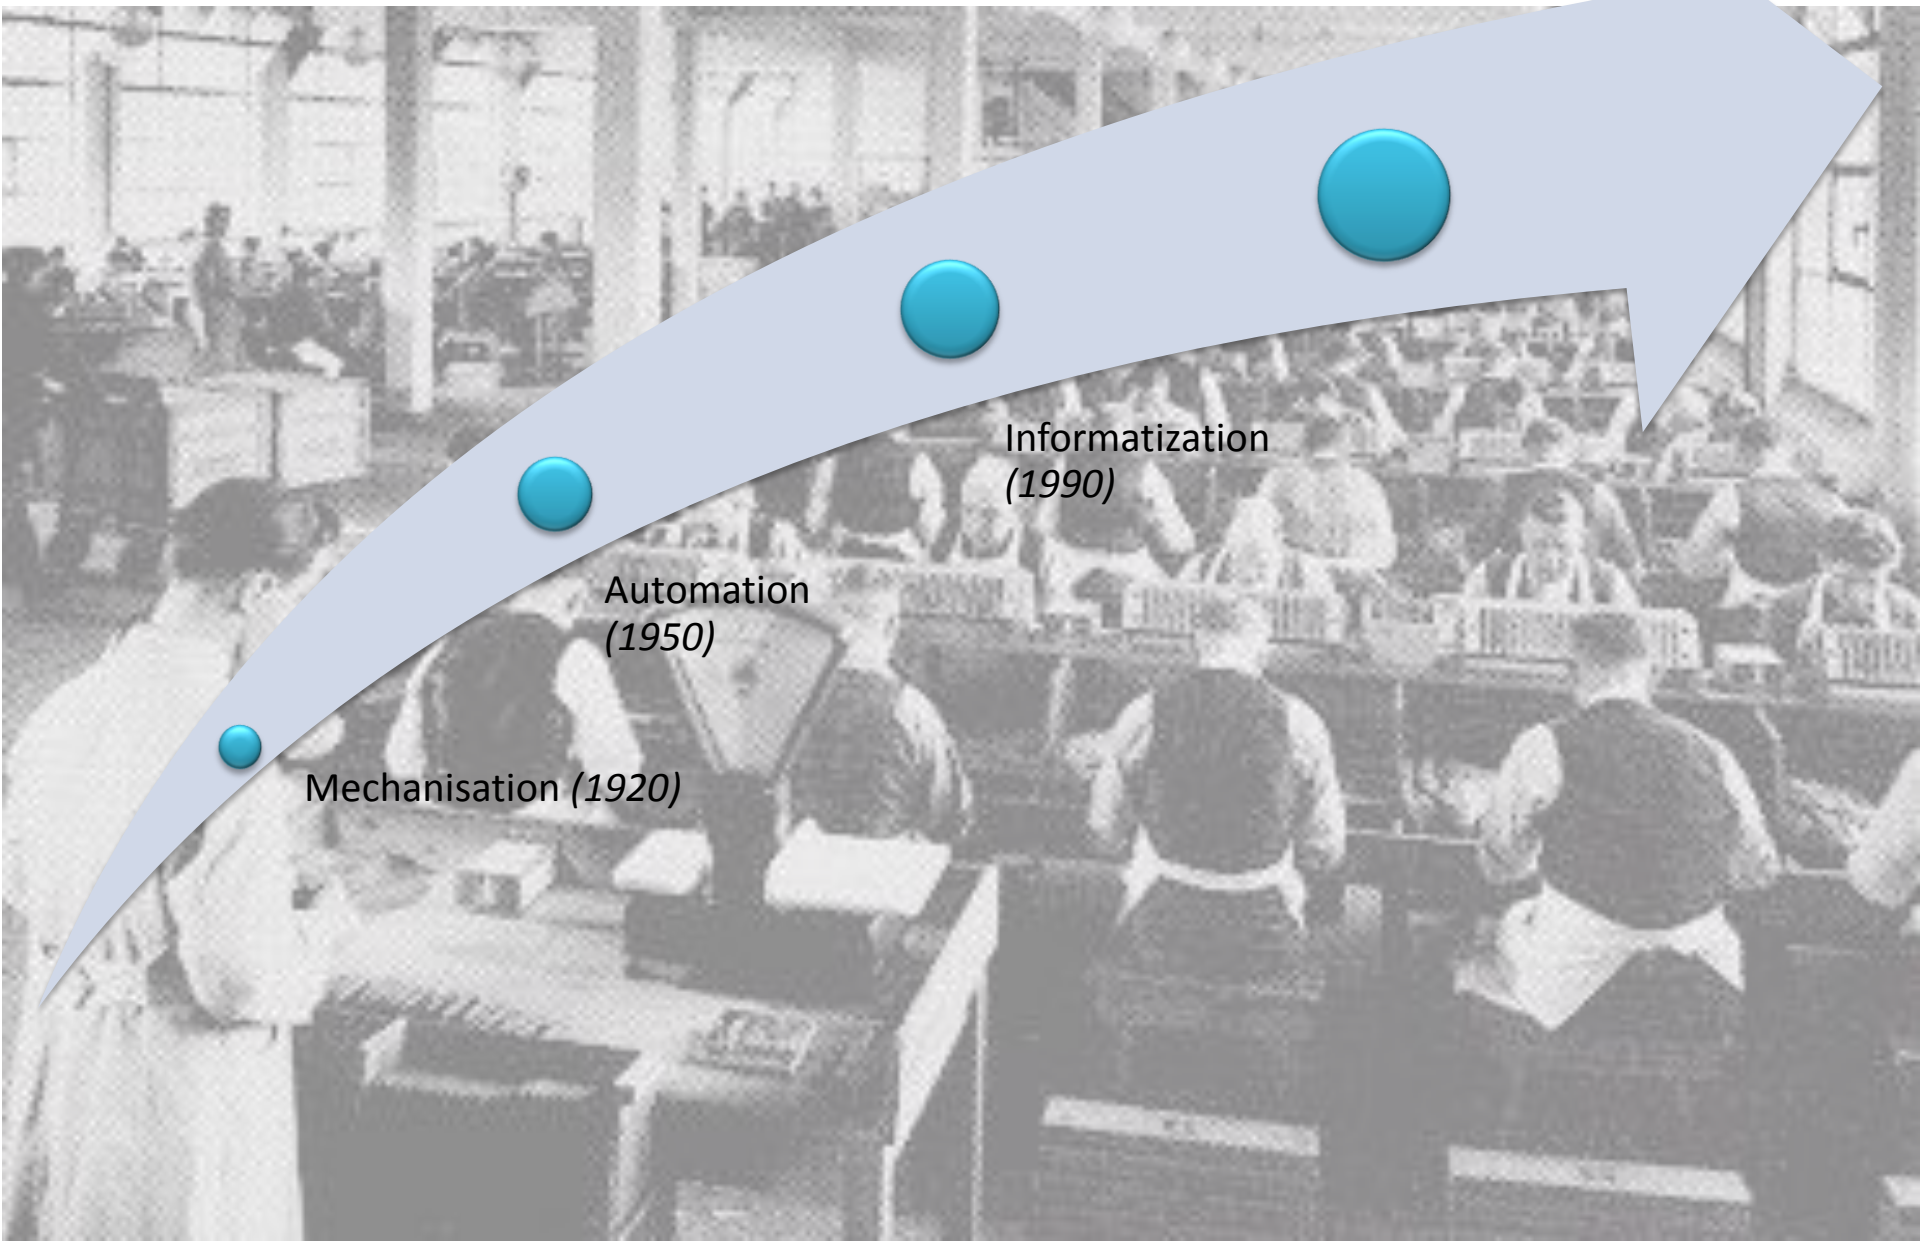 Informatization
(1990)
Automation
(1950)
Mechanisation (1920)